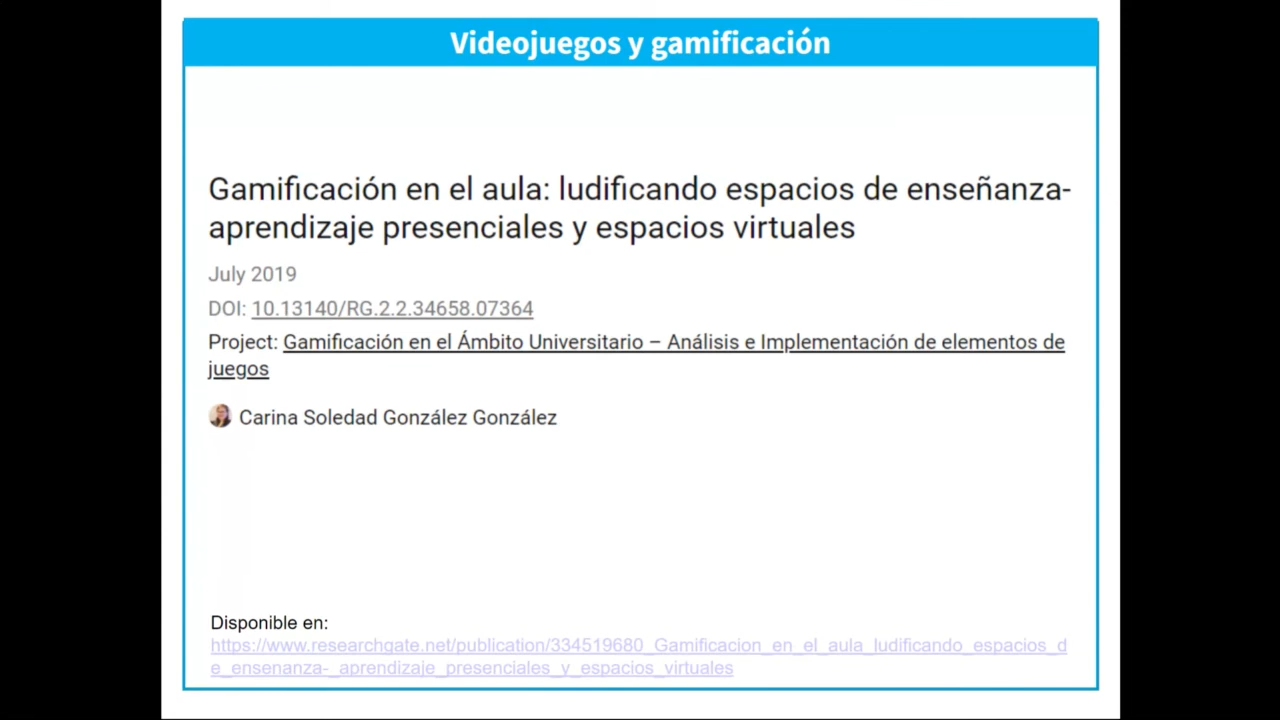 Videojuegos y gamificación
Gamificación en el aula: ludificando espacios de enseñanza-
aprendizaje presenciales y espacios virtuales
July 2019
DOI: 10.13140/RG.2.2.34658.07364
Project: Gamificación en el Ámbito Universitario – Análisis e Implementación de elementos de
juegos
Carina Soledad González González
Disponible en:
https://www.researchgate.net/publication/334519680_Gamificacion_en_el_aula_ludificando_espacios_d
e_ensenanza-_aprendizaje_presenciales_y_espacios_virtuales